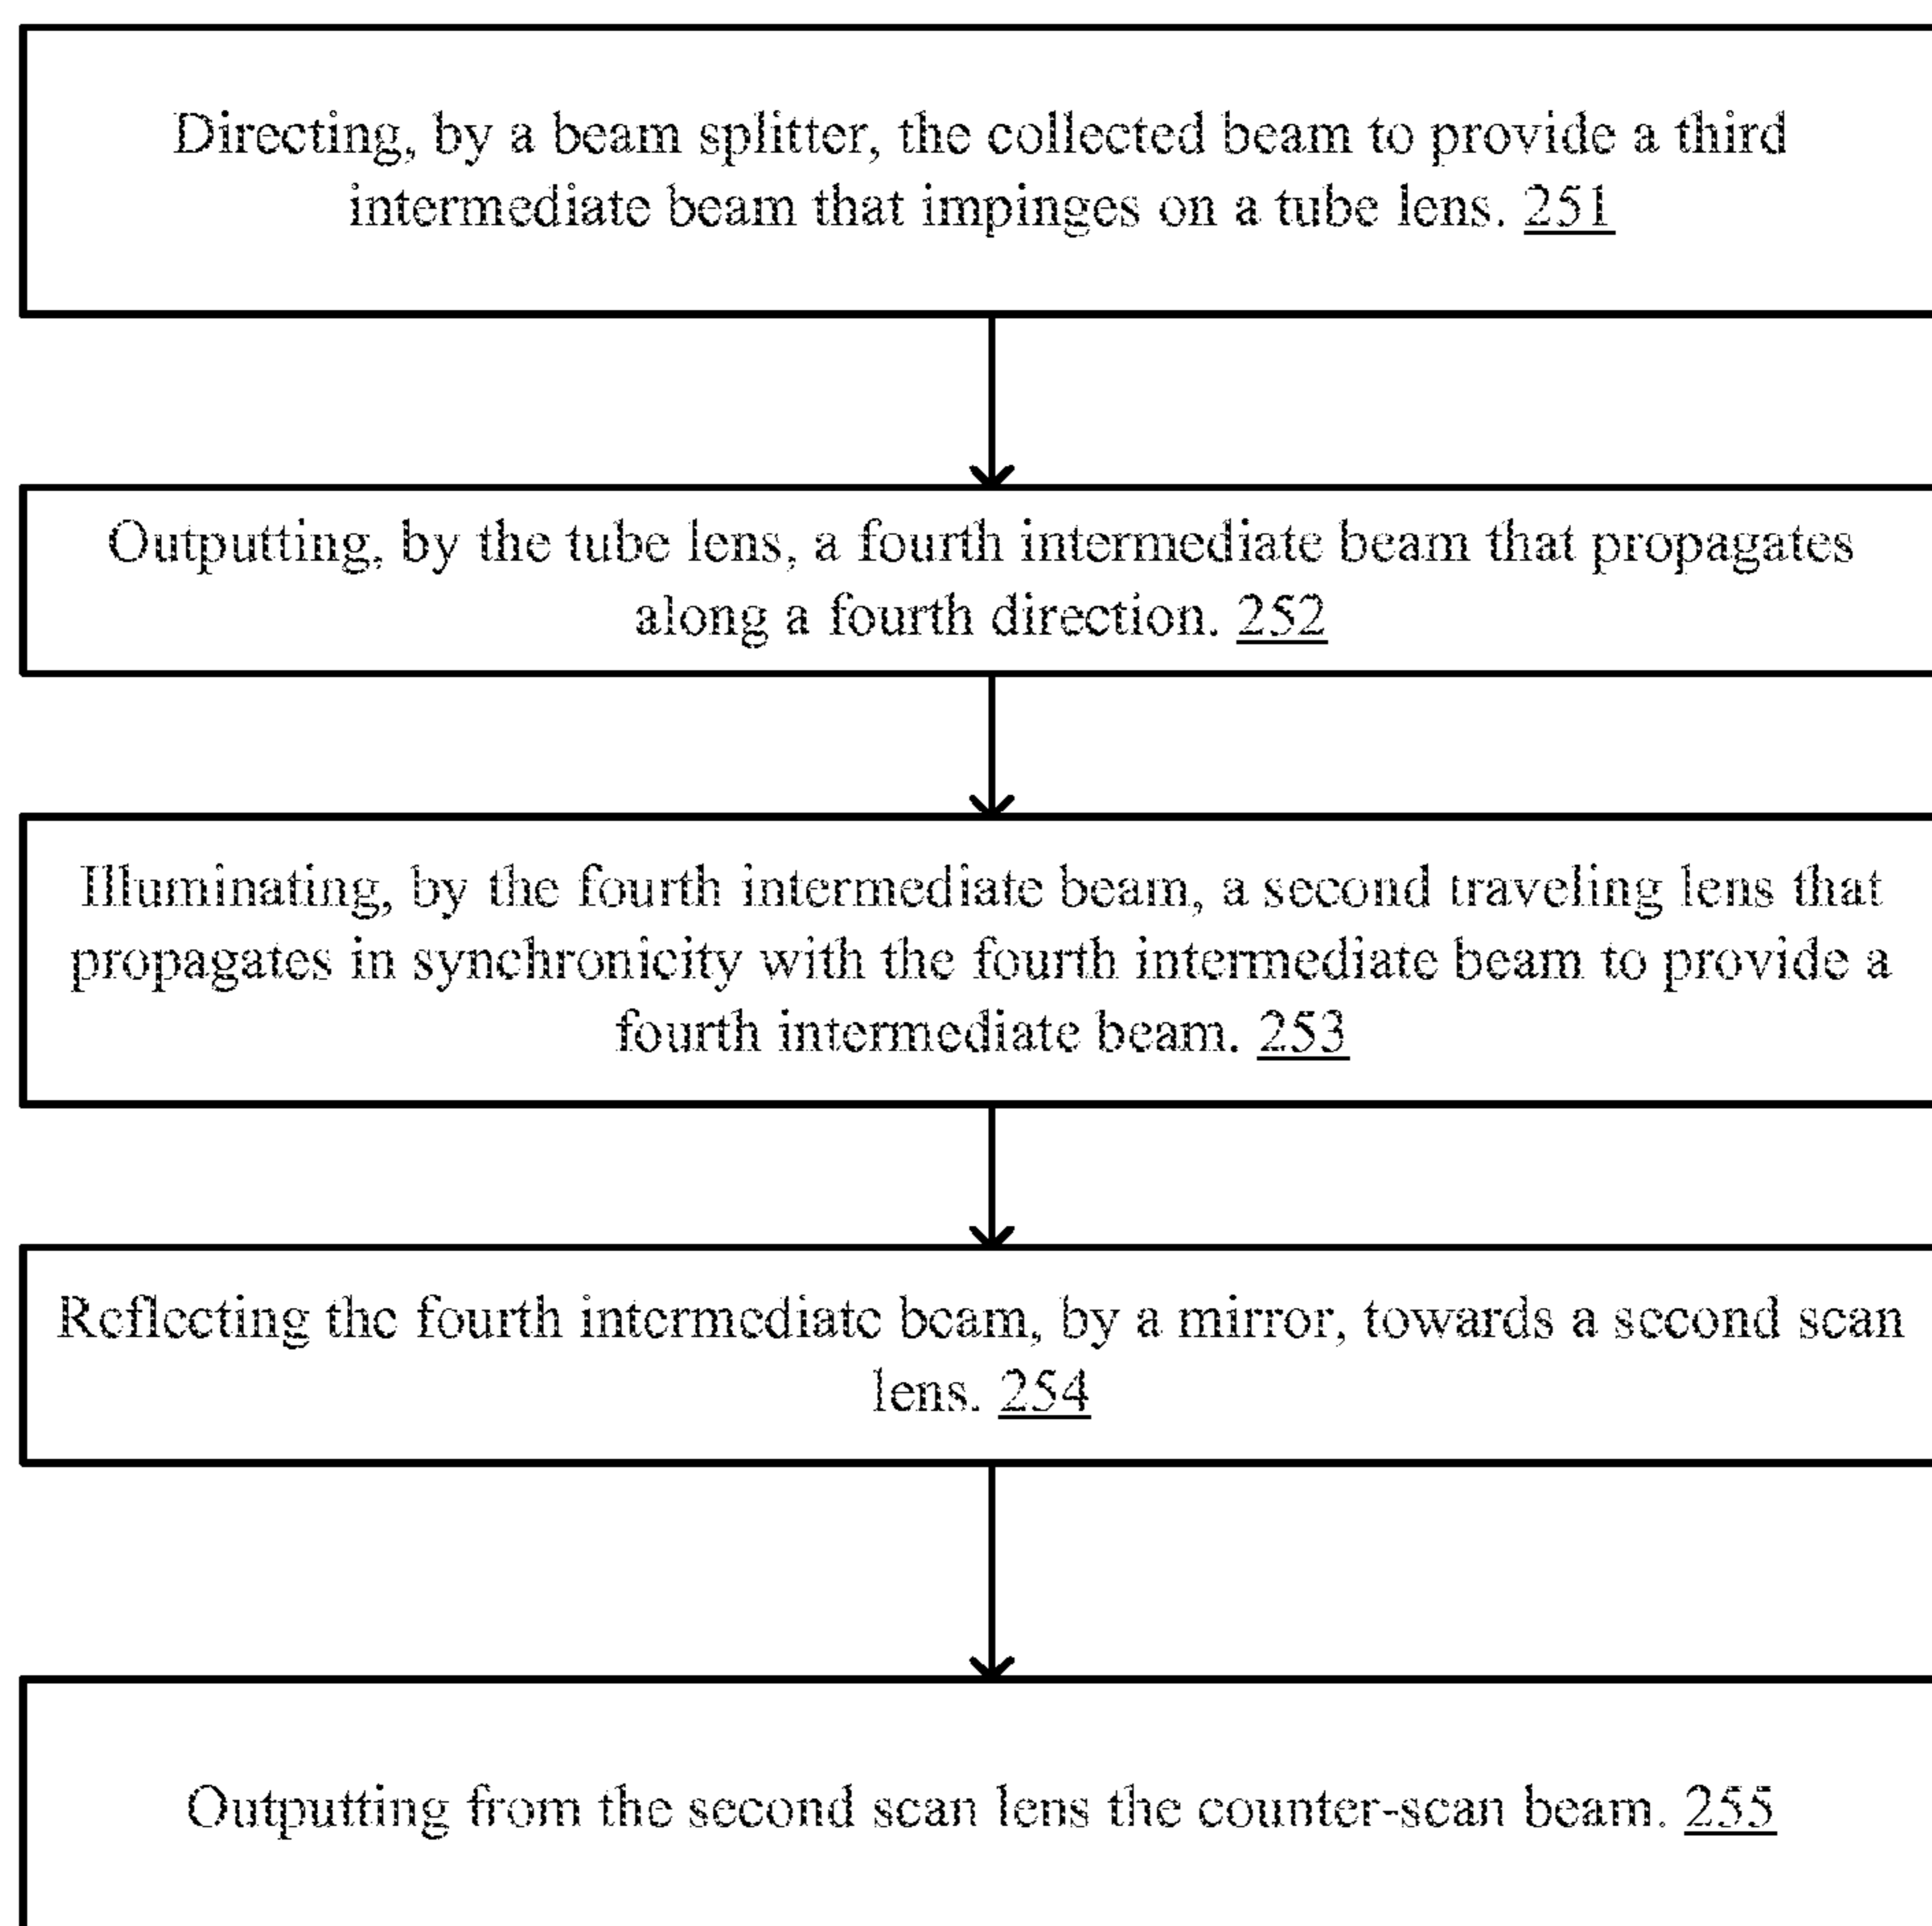 Directing, by a beam splitter, the collected beam to provide a third
intermediate beam that impinges on a tube lens. 251
Outputting, by the tube lens, a fourth intermediate beam that propagates
along a fourth direction. 252
Illuminating, by the fourth intermediate beam, a second traveling lens that
propagates in synchronicity with the fourth intermediate beam to provide a
fourth intermediate beam. 253
Reflecting the fourth intermediate beam, by a mirror, towards a second scan
lens. 254
Outputting from the second scan lens the counter-scan beam. 255